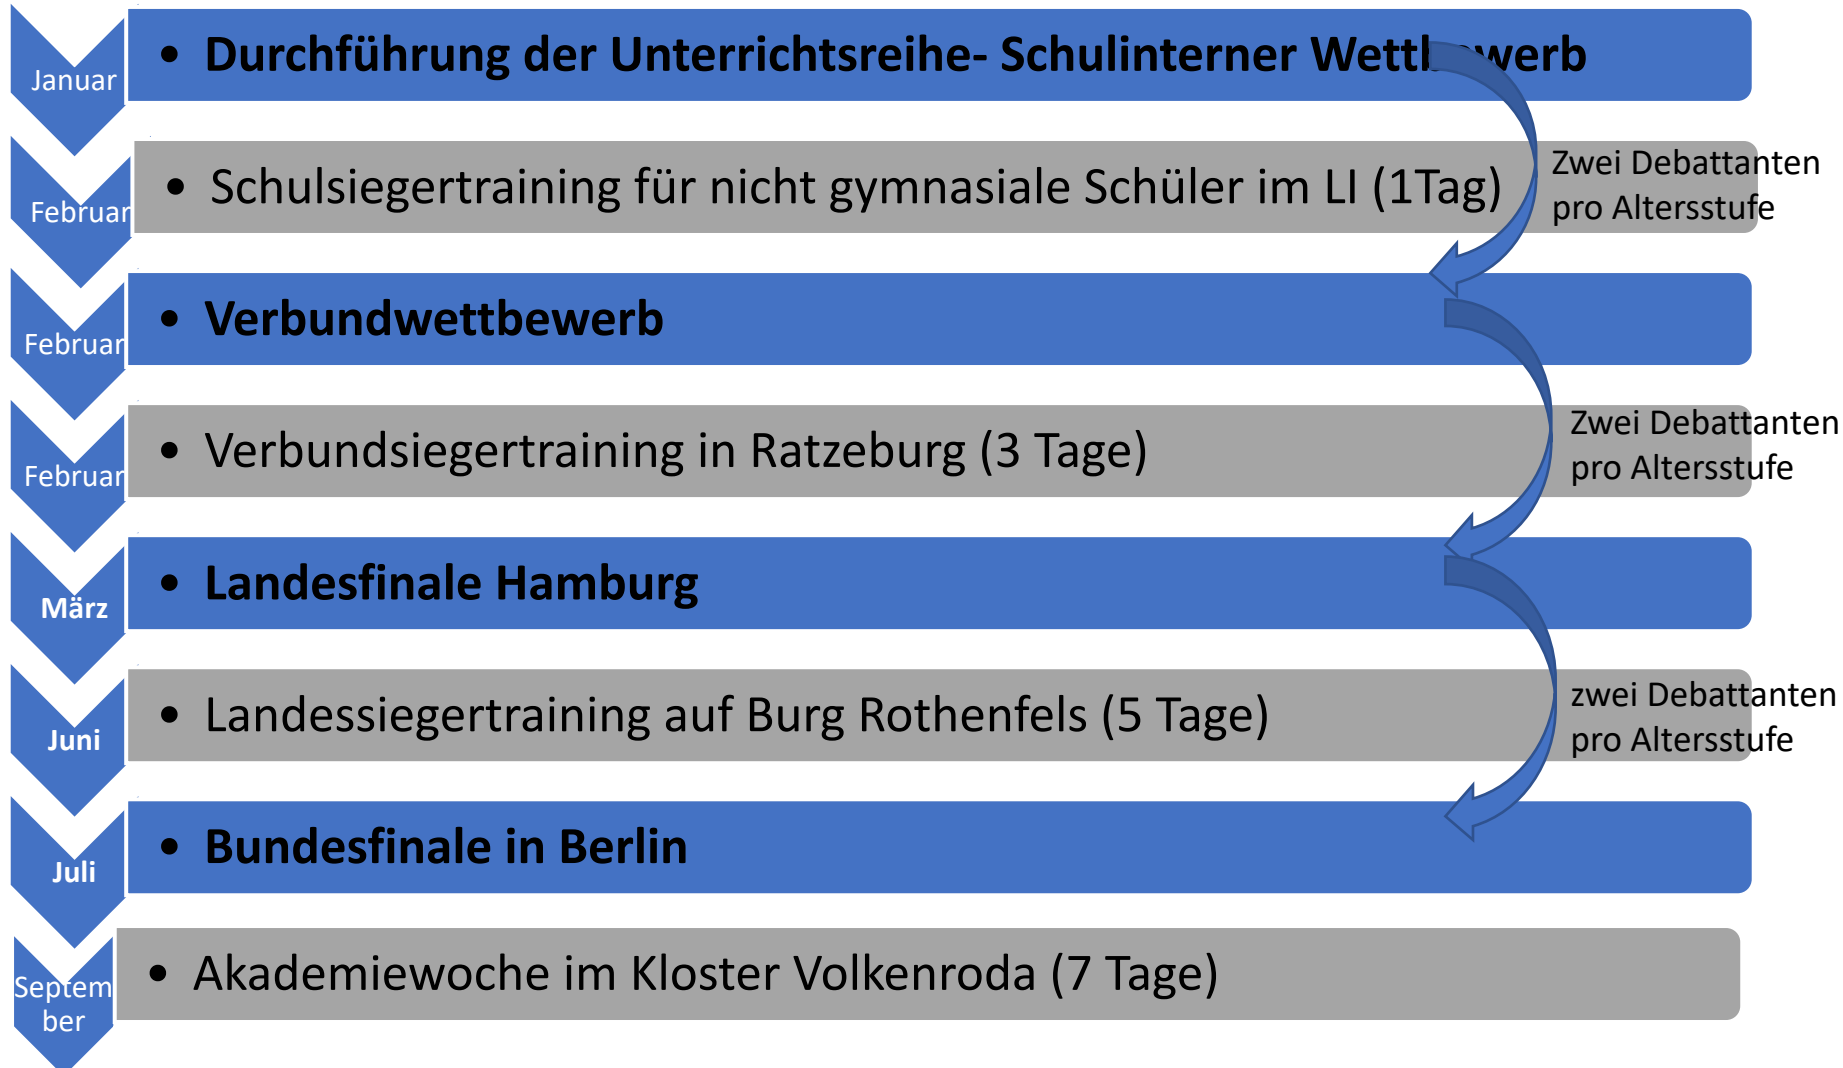 Januar
• Durchführung der Unterrichtsreihe- Schulinterner Wettbewerb
Februar
• Schulsiegertraining für nicht gymnasiale Schüler im LI (1Tag)
Zwei Debattanten
pro Altersstufe
Februar
• Verbundwettbewerb
Februar
• Verbundsiegertraining in Ratzeburg (3 Tage)
Zwei Debattanten
pro Altersstufe
März
• Landesfinale Hamburg
Juni
• Landessiegertraining auf Burg Rothenfels (5 Tage)
zwei Debattanten
pro Altersstufe
Juli
• Bundesfinale in Berlin
Septem
ber
• Akademiewoche im Kloster Volkenroda (7 Tage)